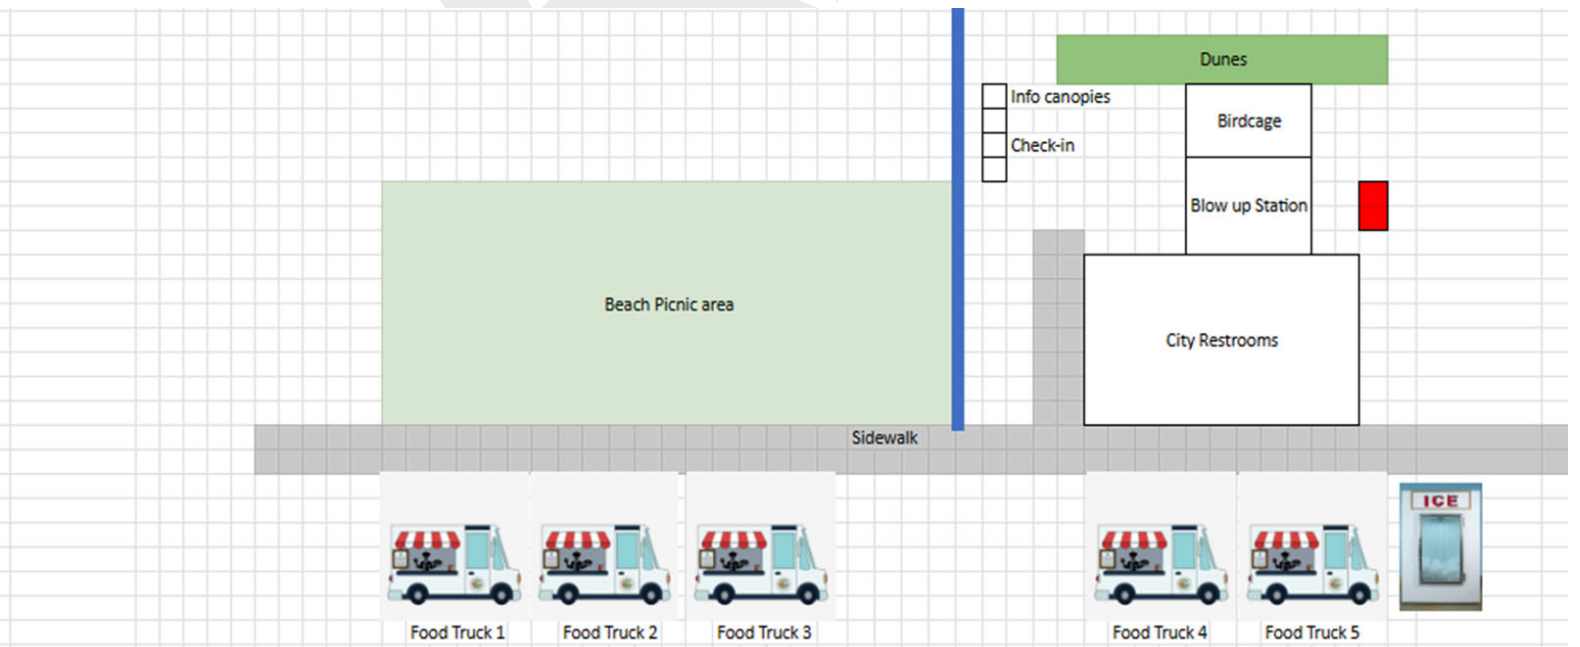 Dunes
Info canopies
Birdcage
Check-in
Blow up Station
Beach Picnic area
City Restrooms
Sidewalk
ICE
Food Truck 1
Food Truck 2
Food Truck 3
Food Truck 4
Food Truck 5